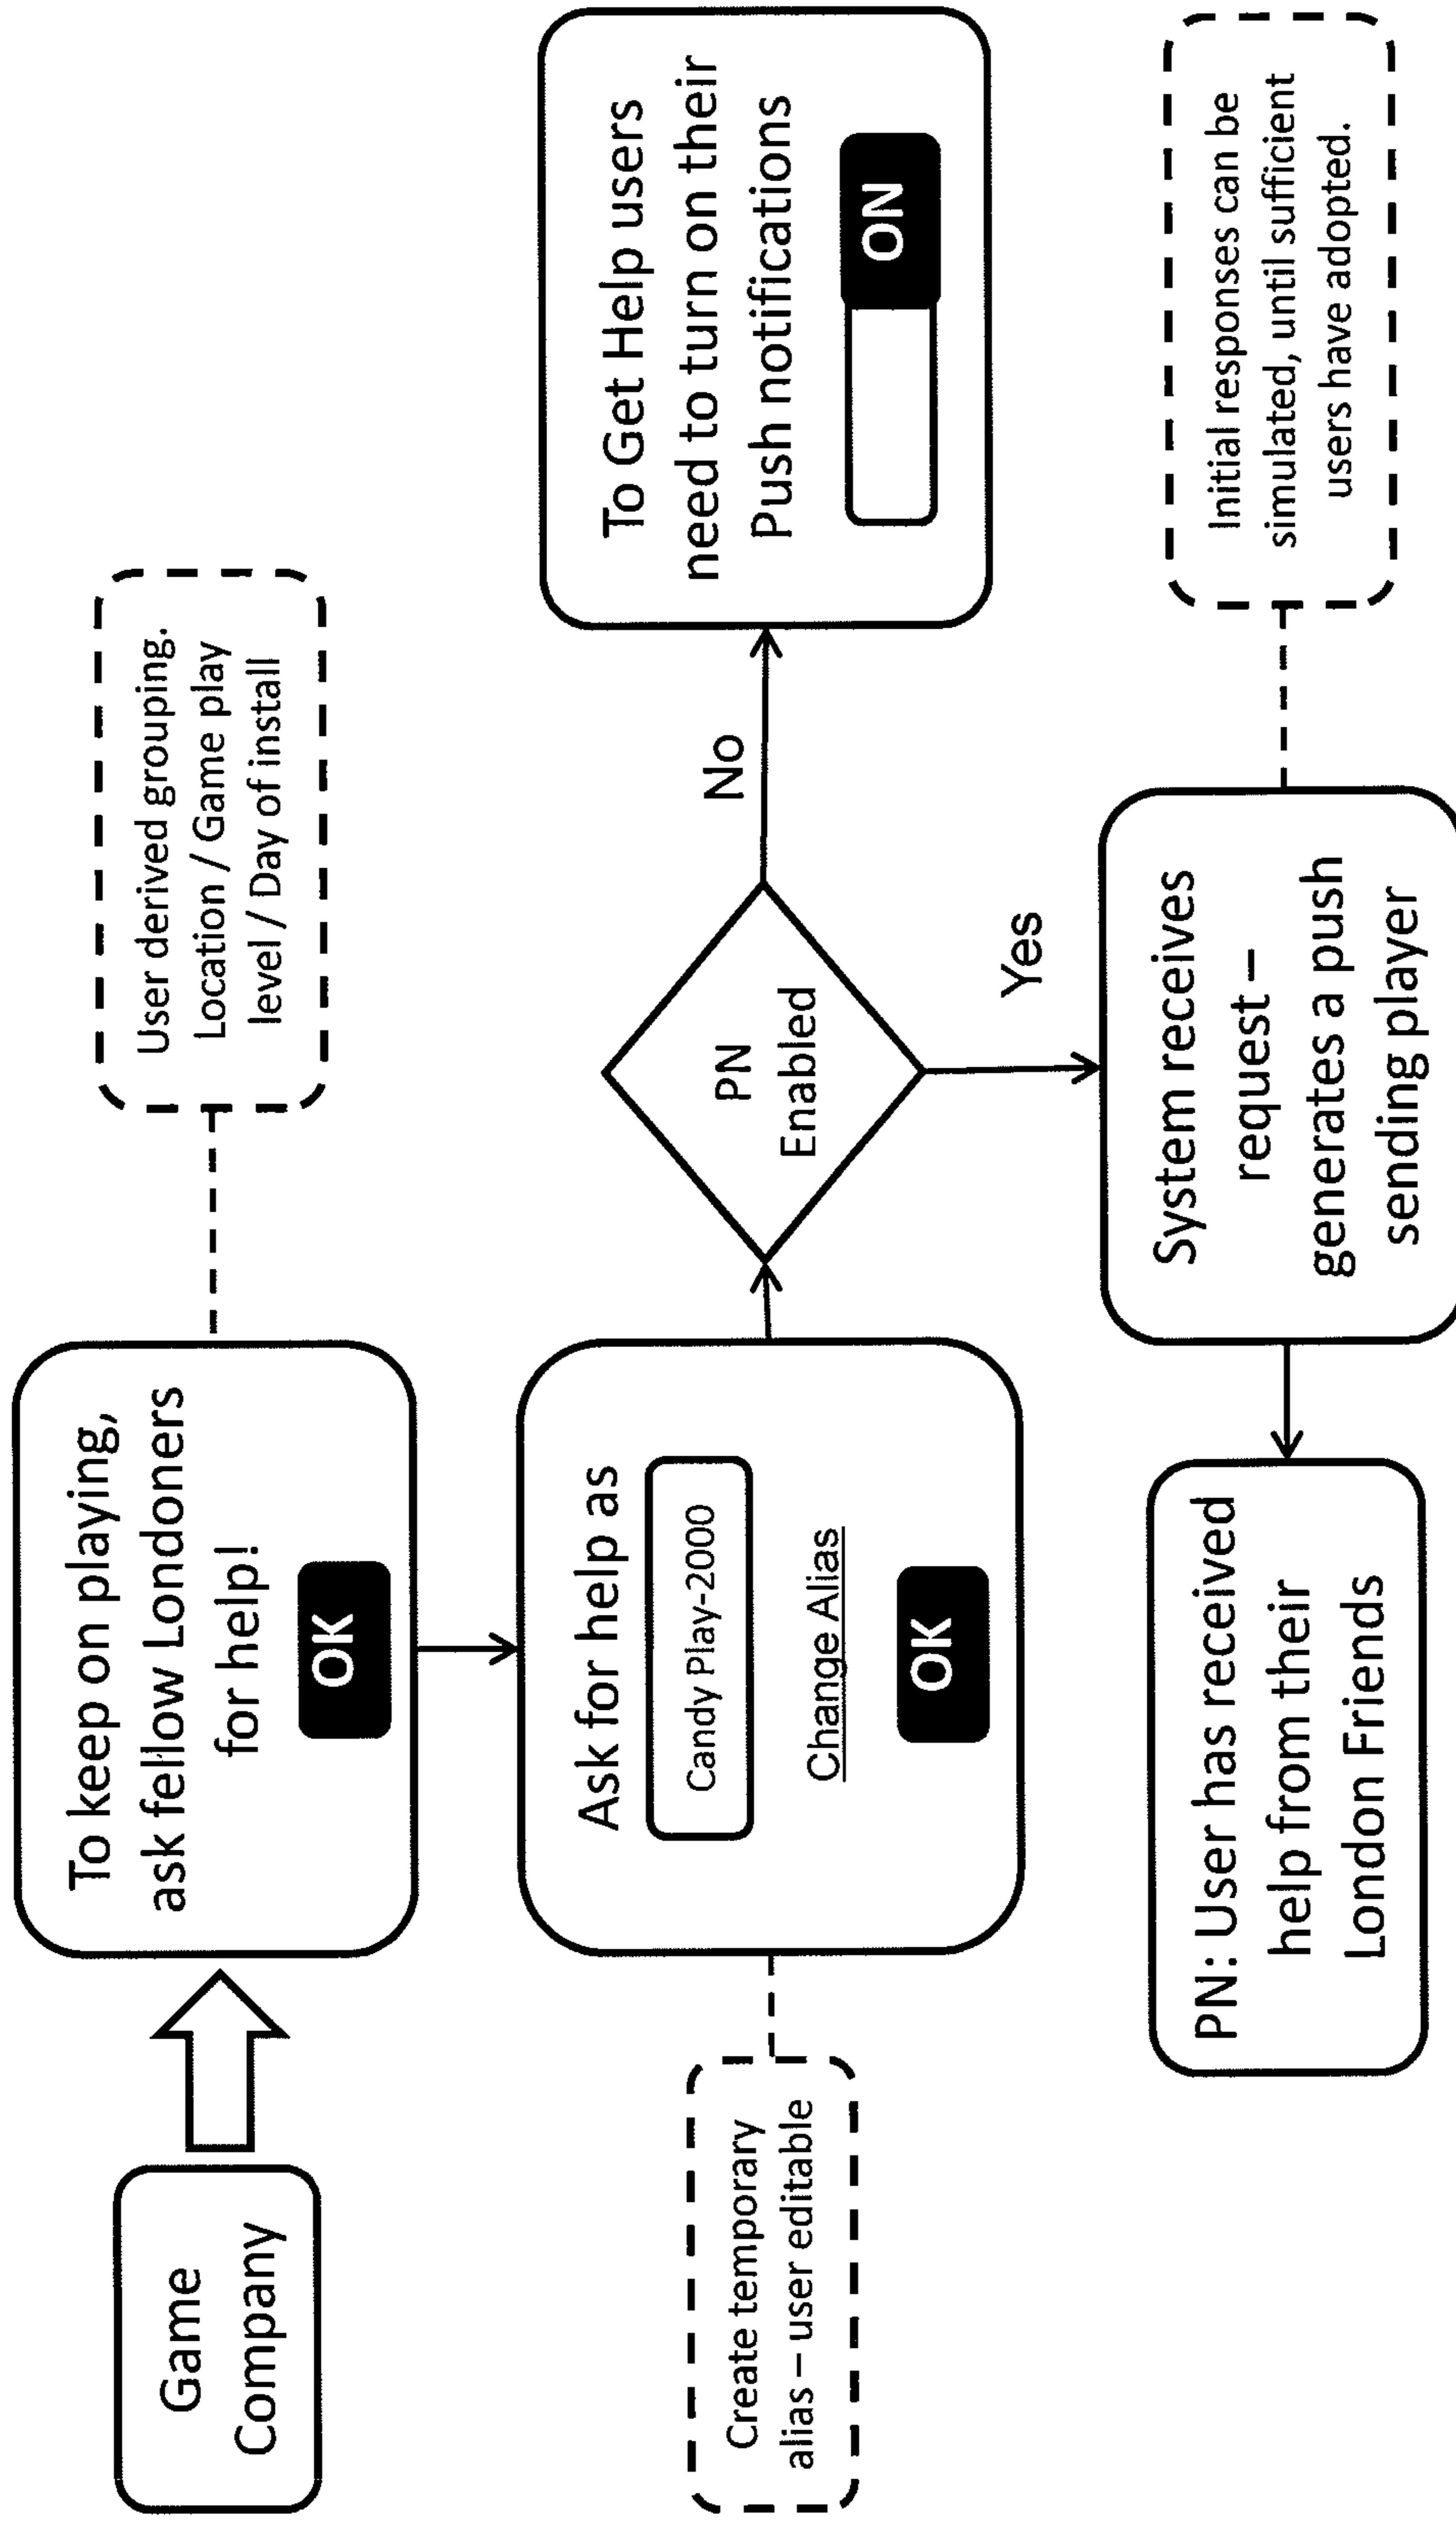 Game
Company
To keep on playing,
ask fellow Londoners
for help!
OK
User derived grouping.
Location / Game play
level / Day of install
Create temporary
alias – user editable
Ask for help as
Candy Play-2000
Change Alias
OK
PN
Enabled
No
To Get Help users
need to turn on their
Push notifications
ON
Yes
System receives
request –
generates a push
sending player
Initial responses can be
simulated, until sufficient
users have adopted.
PN: User has received
help from their
London Friends